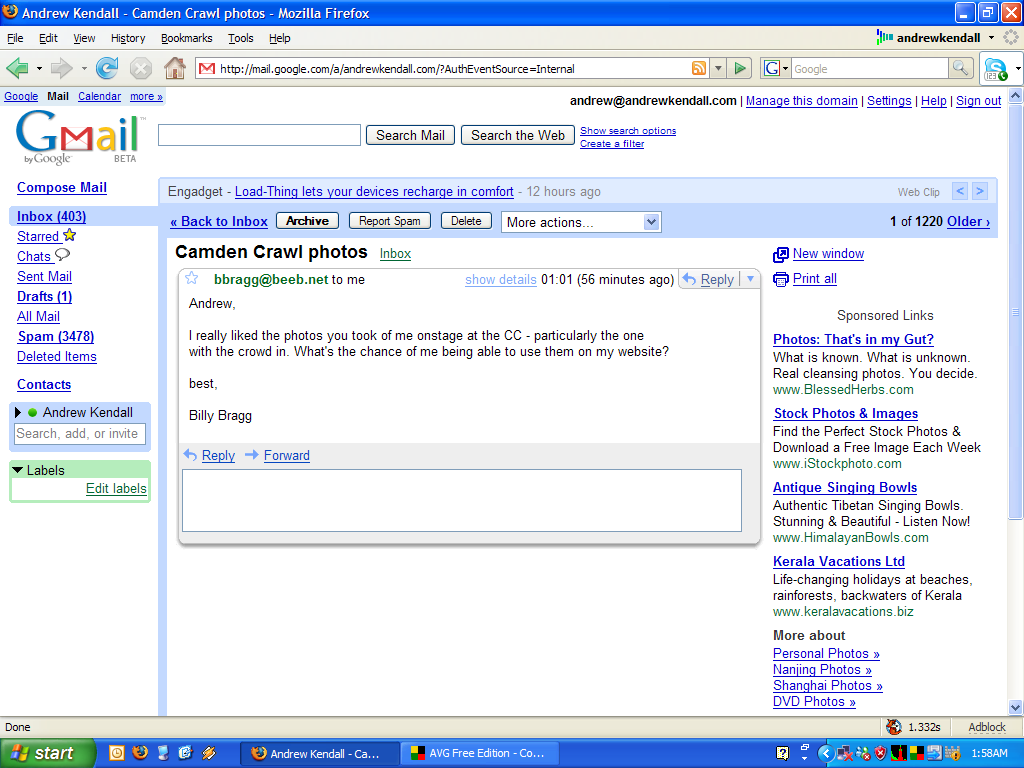 Andrew Kendall - Camden Crawl photos - Mozilla Firefox
File Edit View History Bookmarks Tools Help
andrewkendall
http://mail.google.com/a/andrewkendall.com/?AuthEventSource=Internal
G Google
Google Mail Calendar more »
andrew@andrewkendall.com | Manage this domain | Settings | Help | Sign out
Gmail™
by Google BETA
Search Mail Search the Web
Show search options
Create a filter
Compose Mail
Inbox (403)
Starred
Chats
Sent Mail
Drafts (1)
All Mail
Spam (3478)
Deleted Items
Contacts
Andrew Kendall
Search, add, or invite
Labels
Edit labels
Engadget - Load-Thing lets your devices recharge in comfort - 12 hours ago
Web Clip < >
« Back to Inbox Archive Report Spam Delete More actions...
1 of 1220 Older ›
Camden Crawl photos Inbox
bbragg@beeb.net to me show details 01:01 (56 minutes ago) Reply
Andrew,
I really liked the photos you took of me onstage at the CC - particularly the one
with the crowd in. What's the chance of me being able to use them on my website?
best,
Billy Bragg
Reply Forward
New window
Print all
Sponsored Links
Photos: That's in my Gut?
What is known. What is unknown.
Real cleansing photos. You decide.
www.BlessedHerbs.com
Stock Photos & Images
Find the Perfect Stock Photos &
Download a Free Image Each Week
www.iStockphoto.com
Antique Singing Bowls
Authentic Tibetan Singing Bowls.
Stunning & Beautiful - Listen Now!
www.HimalayanBowls.com
Kerala Vacations Ltd
Life-changing holidays at beaches,
rainforests, backwaters of Kerala
www.keralavacations.biz
More about
Personal Photos »
Nanjing Photos »
Shanghai Photos »
DVD Photos »
Done
1.332s Adblock
start
Andrew Kendall - Ca...
AVG Free Edition - Co...
1:58AM